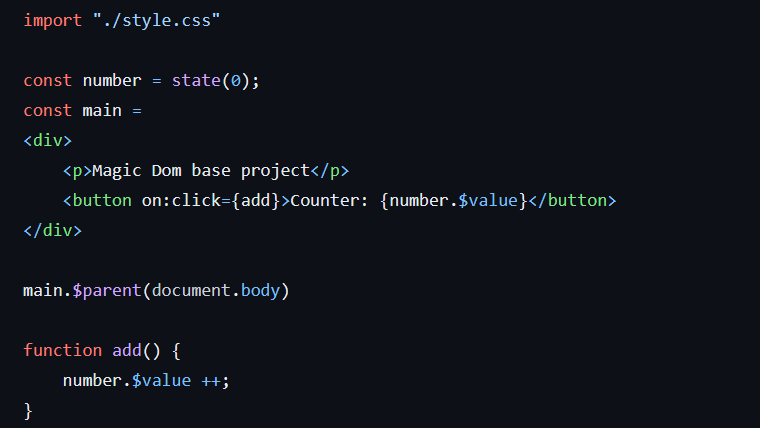 import "./style.css"
const number = state(0);
const main =
<div>
<p>Magic Dom base project</p>
<button on:click={add}>Counter: {number.$value}</button>
</div>
main.$parent(document.body)
function add() {
number.$value ++;
}